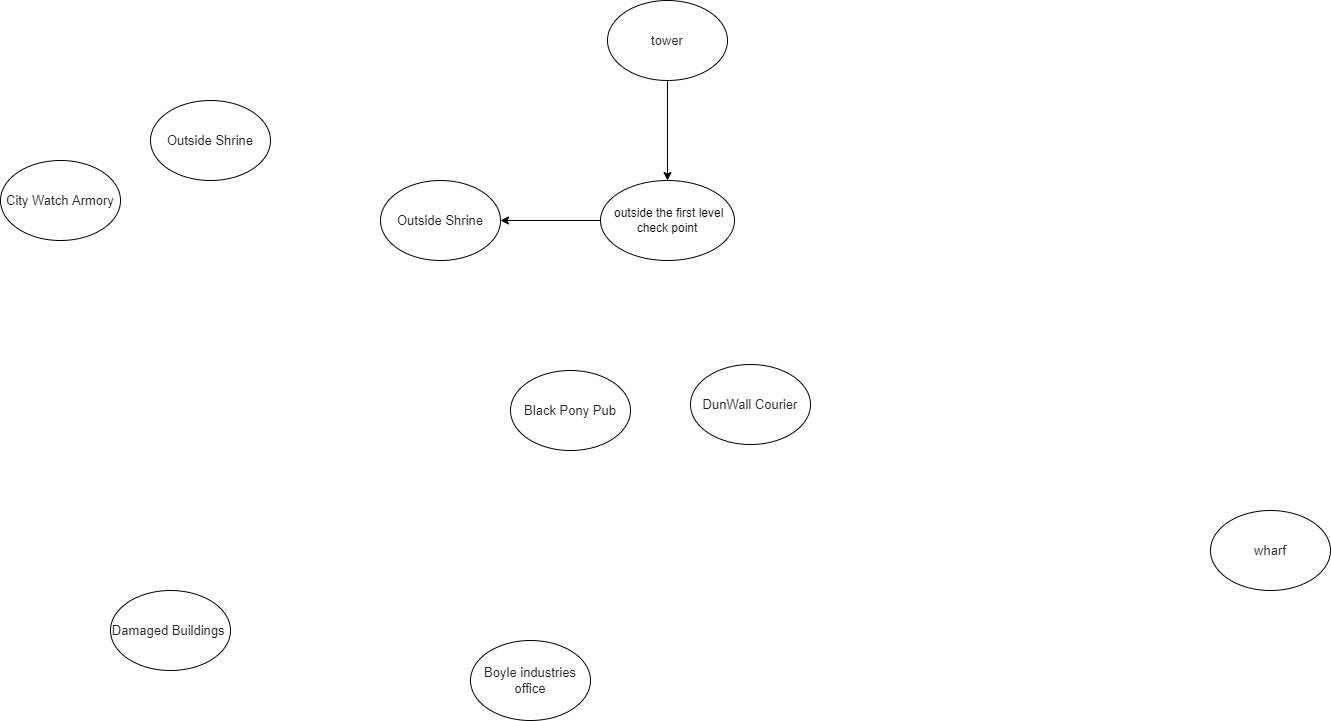 tower
Outside Shrine
City Watch Armory
Outside Shrine
outside the first level
check point
Black Pony Pub
DunWall Courier
wharf
Damaged Buildings
Boyle industries
office